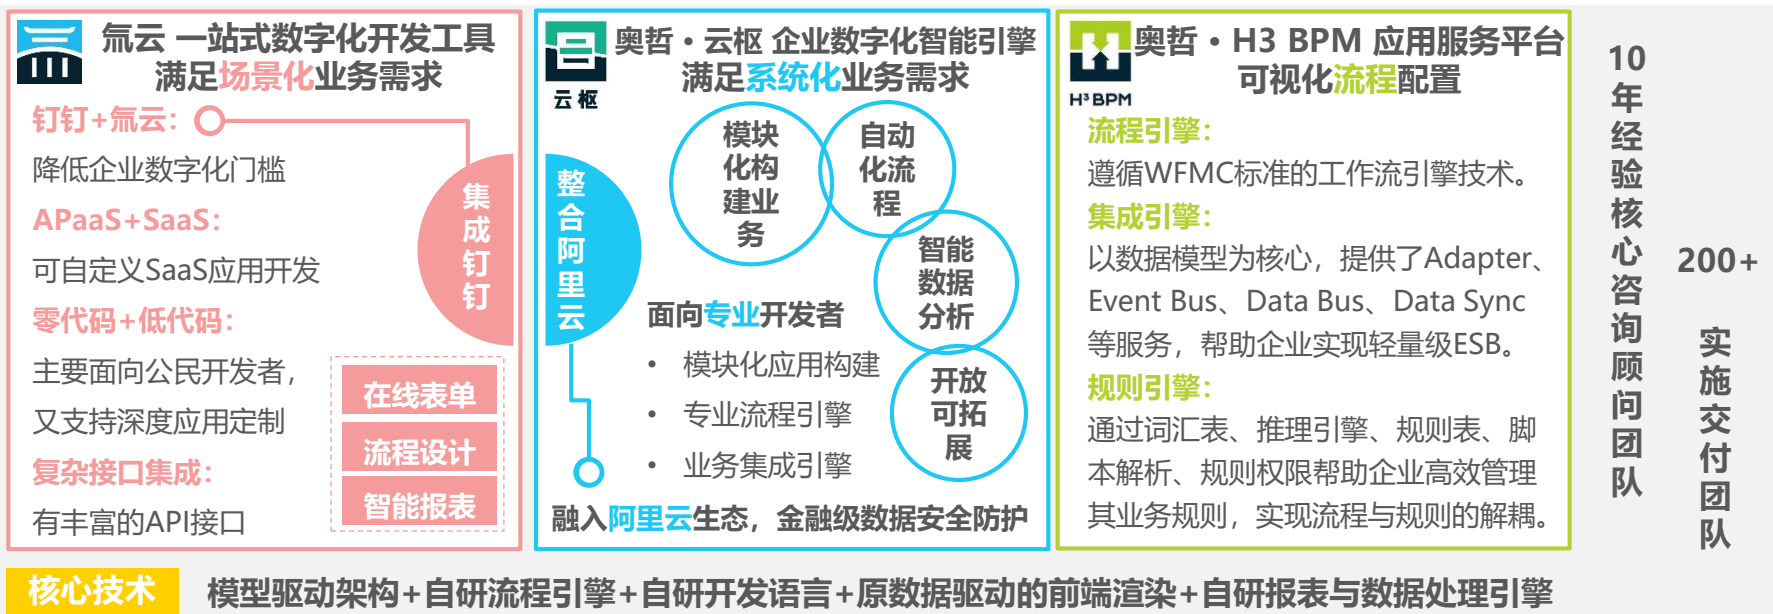 氚云 一站式数字化开发工具
满足场景化业务需求
钉钉+氚云：
降低企业数字化门槛
APaaS+SaaS：
可自定义SaaS应用开发
零代码+低代码：
主要面向公民开发者，
又支持深度应用定制
复杂接口集成：
有丰富的API接口
集成钉钉
在线表单
流程设计
智能报表
云枢
奥哲·云枢 企业数字化智能引擎
满足系统化业务需求
整合阿里云
模块
化构
建业
务
自动
化流
程
智能
数据
分析
开放
可拓
展
面向专业开发者
• 模块化应用构建
• 专业流程引擎
• 业务集成引擎
融入阿里云生态，金融级数据安全防护
H³BPM
奥哲·H3 BPM 应用服务平台
可视化流程配置
流程引擎：
遵循WFMC标准的工作流引擎技术。
集成引擎：
以数据模型为核心，提供了Adapter、
Event Bus、Data Bus、Data Sync
等服务，帮助企业实现轻量级ESB。
规则引擎：
通过词汇表、推理引擎、规则表、脚
本解析、规则权限帮助企业高效管理
其业务规则，实现流程与规则的解耦。
10年经验核心咨询顾问团队
200+实施交付团队
核心技术
模型驱动架构+自研流程引擎+自研开发语言+原数据驱动的前端渲染+自研报表与数据处理引擎